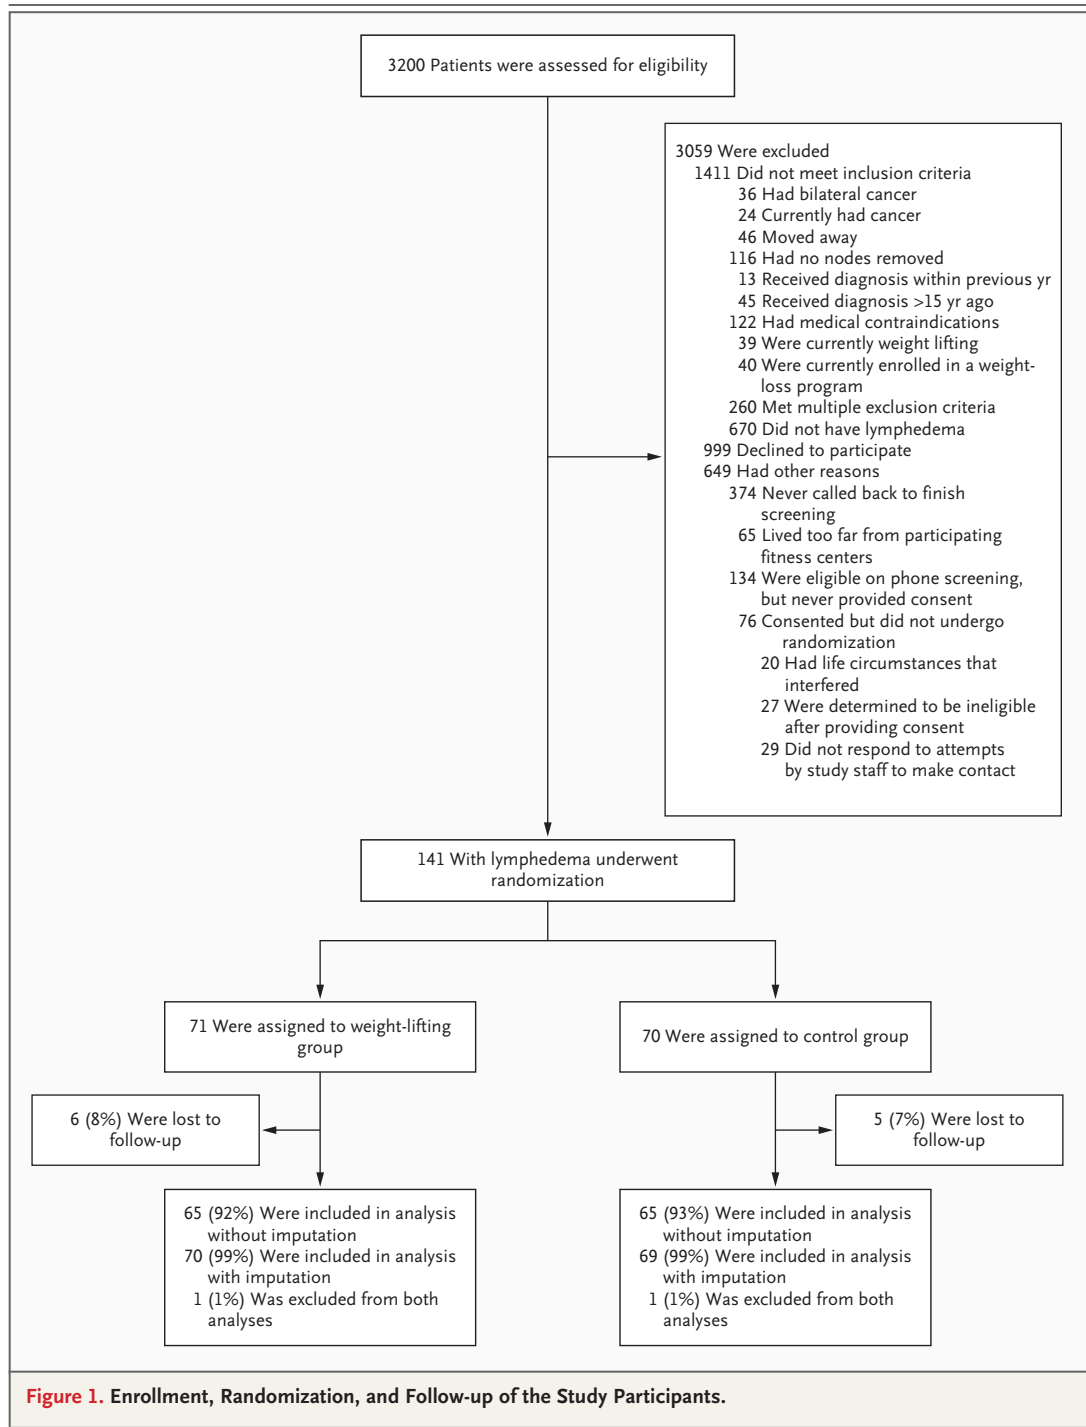 3200 Patients were assessed for eligibility
3059 Were excluded
1411 Did not meet inclusion criteria
36 Had bilateral cancer
24 Currently had cancer
46 Moved away
116 Had no nodes removed
13 Received diagnosis within previous yr
45 Received diagnosis >15 yr ago
122 Had medical contraindications
39 Were currently weight lifting
40 Were currently enrolled in a weight-
loss program
260 Met multiple exclusion criteria
670 Did not have lymphedema
999 Declined to participate
649 Had other reasons
374 Never called back to finish
screening
65 Lived too far from participating
fitness centers
134 Were eligible on phone screening,
but never provided consent
76 Consented but did not undergo
randomization
20 Had life circumstances that
interfered
27 Were determined to be ineligible
after providing consent
29 Did not respond to attempts
by study staff to make contact
141 With lymphedema underwent
randomization
71 Were assigned to weight-lifting
group
70 Were assigned to control group
6 (8%) Were lost to
follow-up
5 (7%) Were lost to
follow-up
65 (92%) Were included in analysis
without imputation
70 (99%) Were included in analysis
with imputation
1 (1%) Was excluded from both
analyses
65 (93%) Were included in analysis
without imputation
69 (99%) Were included in analysis
with imputation
1 (1%) Was excluded from both
analyses
Figure 1. Enrollment, Randomization, and Follow-up of the Study Participants.